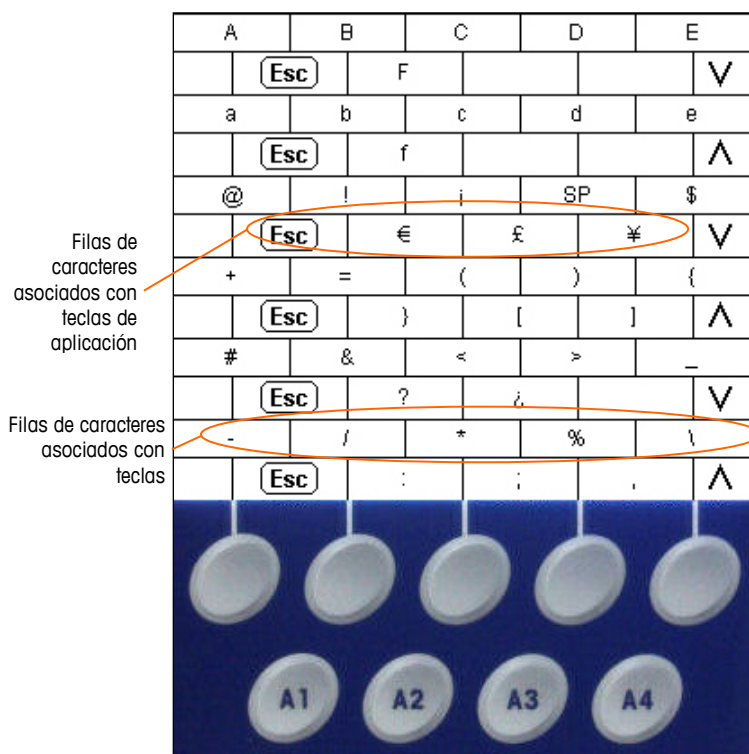 A B C D E
Esc F V
a b c d e
Esc f Λ
@ ! ¡ SP $
Esc € £ ¥ V
Filas de
caracteres
asociados con
teclas de
aplicación
+ = ( ) {
Esc } [ ] Λ
# & < > _
Esc ? ¿ V
Filas de caracteres
asociados con
teclas
- / * % \
Esc : ; , Λ
A1 A2 A3 A4